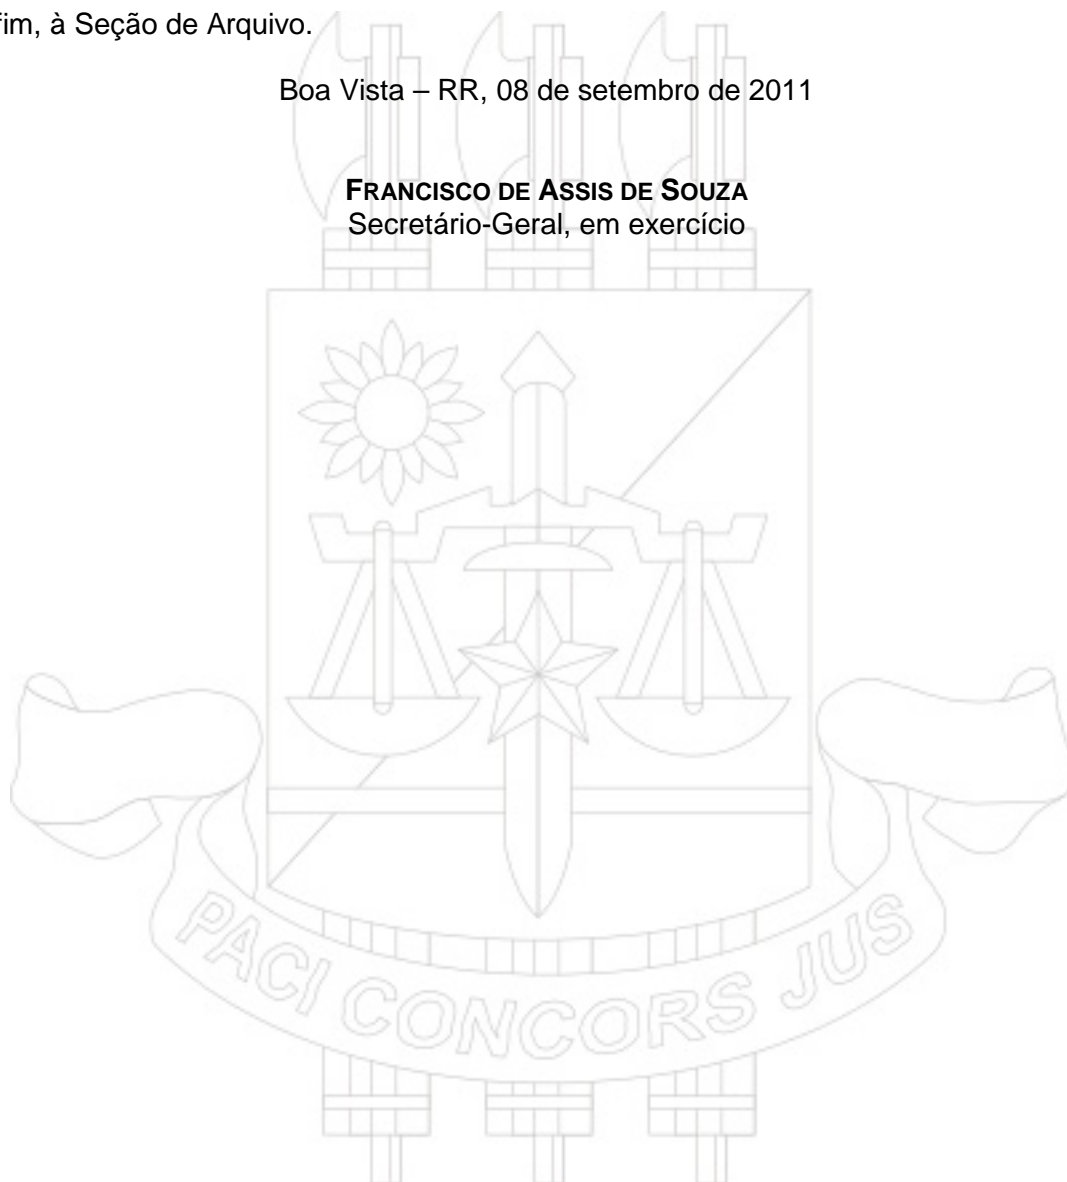 fim, à Seção de Arquivo.
Boa Vista – RR, 08 de setembro de 2011
FRANCISCO DE ASSIS DE SOUZA
Secretário-Geral, em exercício
PACI CONCORS JUS